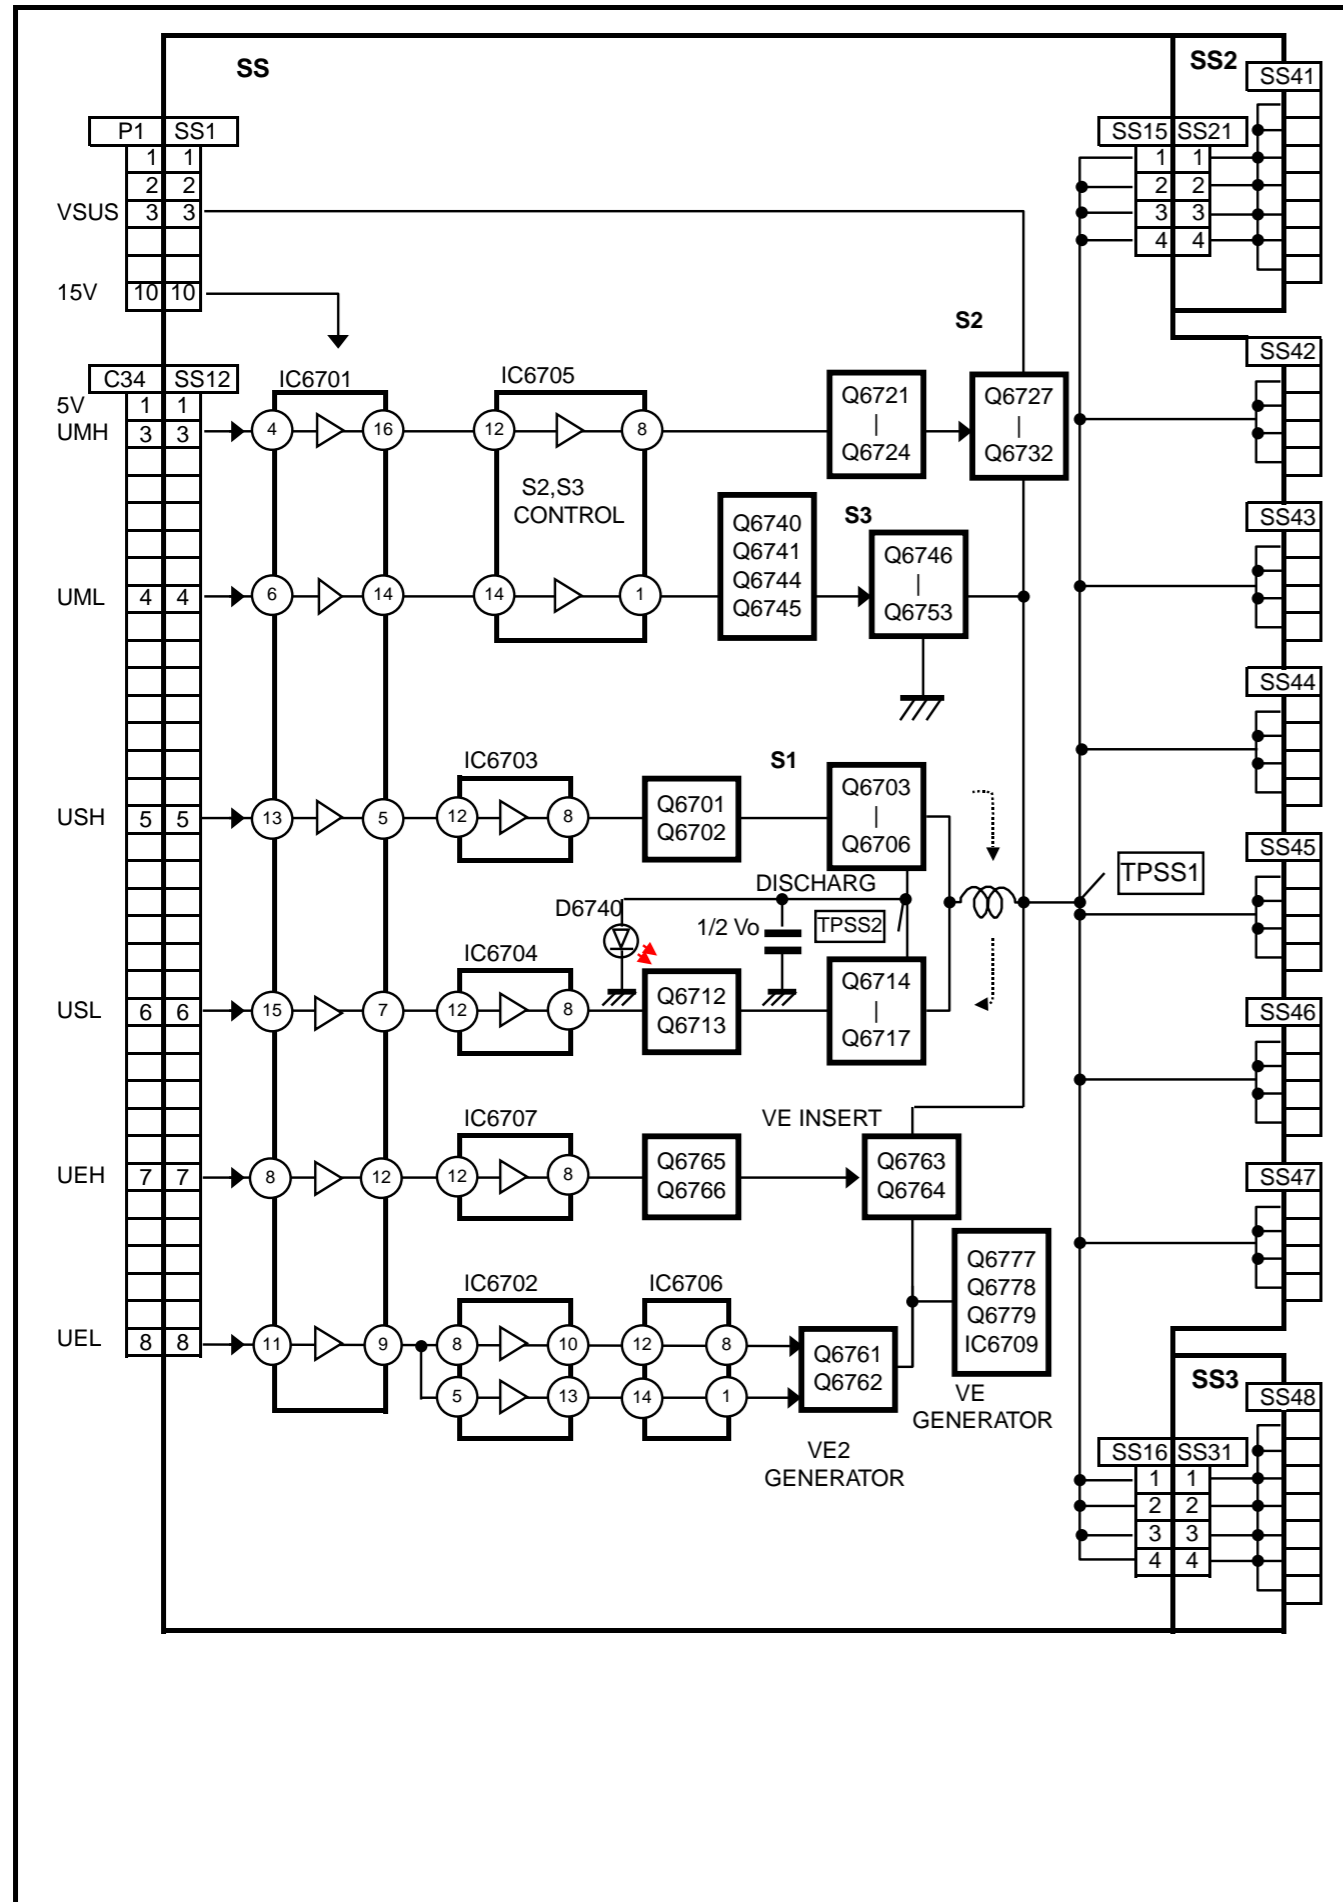 SS
SS2
SS41
P1 SS1
1 1
2 2
VSUS 3 3
15V 10 10
SS15 SS21
1 1
2 2
3 3
4 4
S2
SS42
C34 SS12
IC6701
IC6705
5V 1 1
UMH 3 3
4 16
12 8
Q6721
|
Q6724
Q6727
|
Q6732
S2,S3
CONTROL
SS43
S3
Q6740
Q6741
Q6744
Q6745
Q6746
|
Q6753
UML 4 4
6 14
14 1
SS44
IC6703
S1
USH 5 5
13 5
12 8
Q6701
Q6702
Q6703
|
Q6706
SS45
TPSS1
DISCHARG
D6740
1/2 Vo
TPSS2
IC6704
USL 6 6
15 7
12 8
Q6712
Q6713
Q6714
|
Q6717
SS46
IC6707
VE INSERT
UEH 7 7
8 12
12 8
Q6765
Q6766
Q6763
Q6764
SS47
IC6702
IC6706
Q6777
Q6778
Q6779
IC6709
UEL 8 8
11 9
8 10
12 8
5 13
14 1
Q6761
Q6762
VE
GENERATOR
VE2
GENERATOR
SS3
SS48
SS16 SS31
1 1
2 2
3 3
4 4